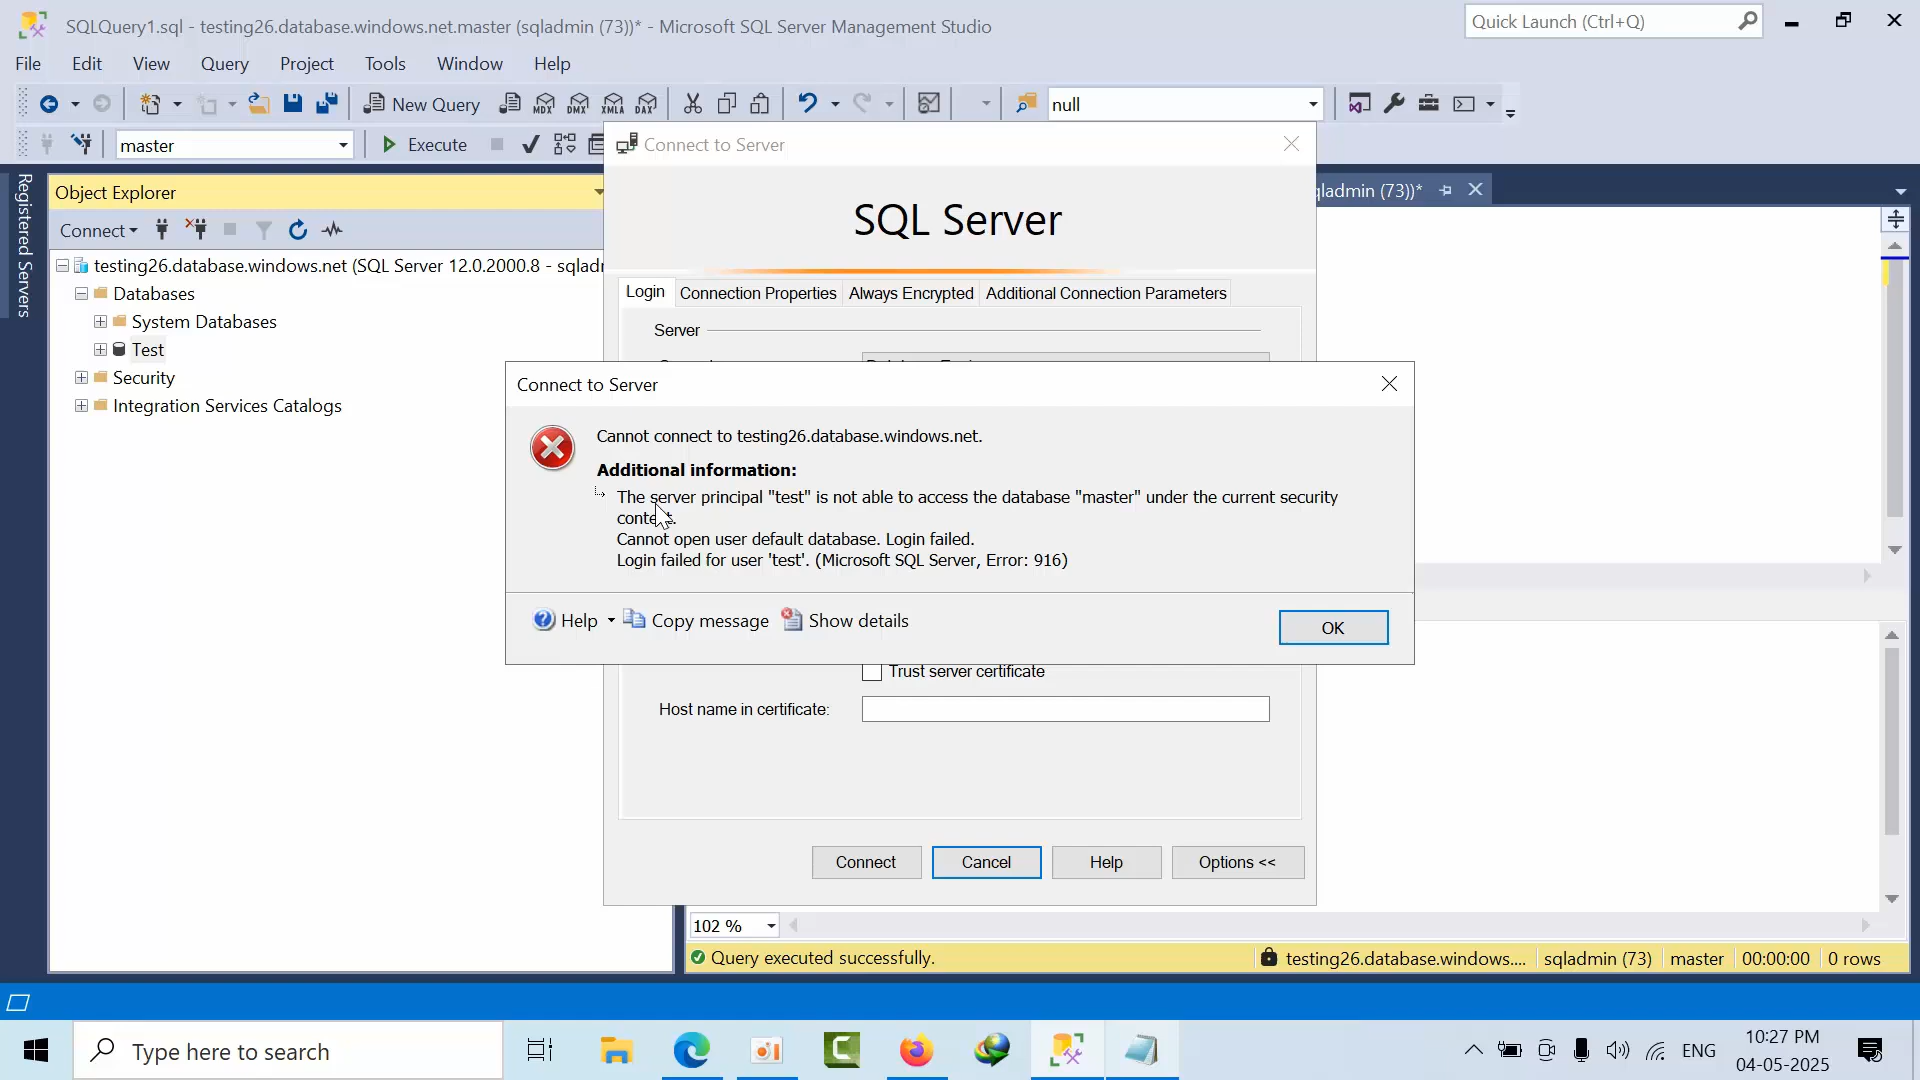 SQLQuery1.sql - testing26.database.windows.net.master (sqladmin (73))* - Microsoft SQL Server Management Studio
Quick Launch (Ctrl+Q)
File Edit View Query Project Tools Window Help
New Query MDX DMX XMLA DAX null
master Execute
Connect to Server
Registered Servers
Object Explorer
qladmin (73))*
Connect
SQL Server
testing26.database.windows.net (SQL Server 12.0.2000.8 - sqladm
Databases
System Databases
Test
Security
Integration Services Catalogs
Login Connection Properties Always Encrypted Additional Connection Parameters
Server
Connect to Server
Cannot connect to testing26.database.windows.net.
Additional information:
The server principal "test" is not able to access the database "master" under the current security
context.
Cannot open user default database. Login failed.
Login failed for user 'test'. (Microsoft SQL Server, Error: 916)
Help Copy message Show details OK
Trust server certificate
Host name in certificate:
Connect Cancel Help Options <<
102 %
Query executed successfully. testing26.database.windows.... sqladmin (73) master 00:00:00 0 rows
Type here to search
ENG
10:27 PM
04-05-2025